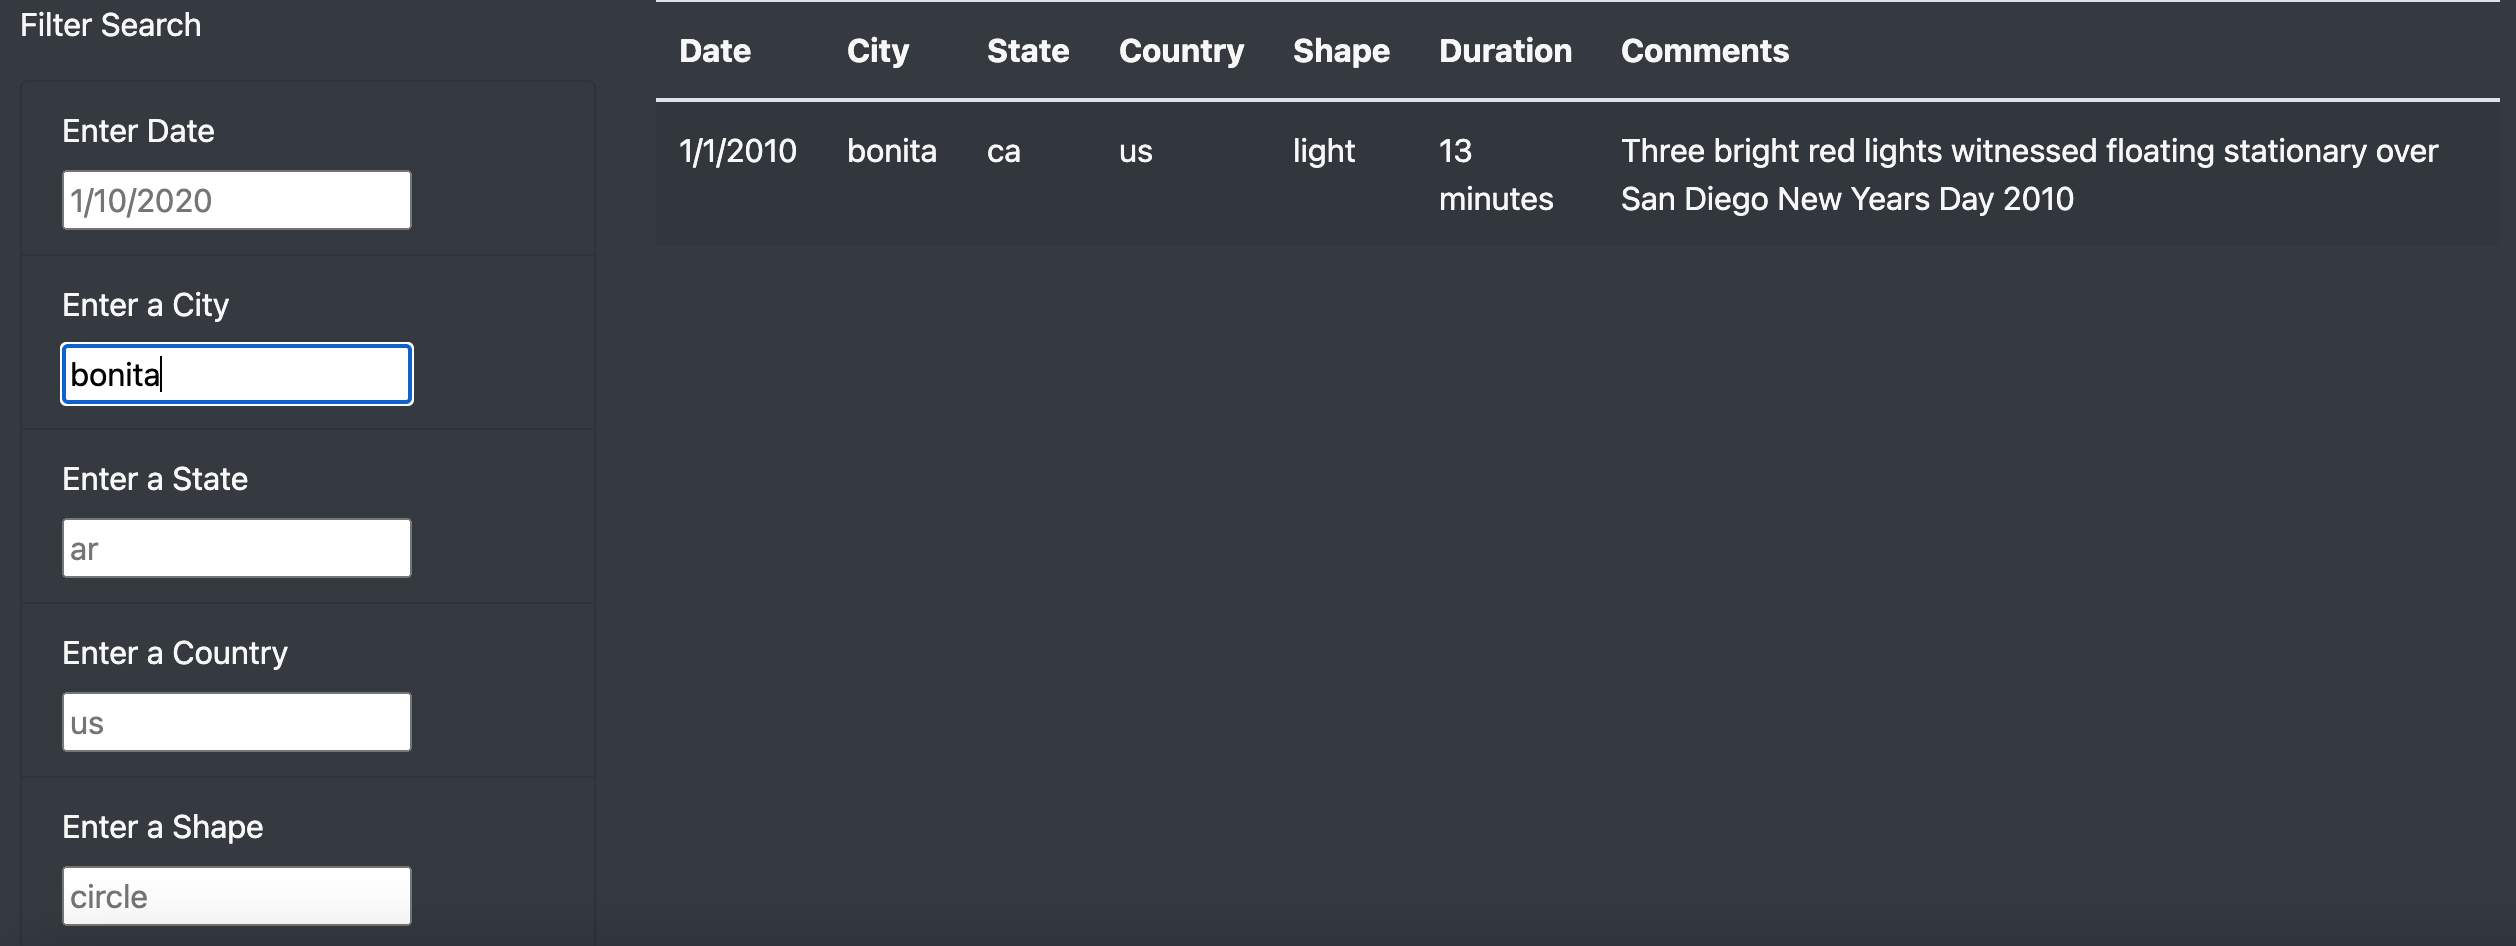 Filter Search
Enter Date
1/10/2020
Enter a City
bonita
Enter a State
ar
Enter a Country
us
Enter a Shape
circle
Date City State Country Shape Duration Comments
1/1/2010 bonita ca us light 13 Three bright red lights witnessed floating stationary over
minutes San Diego New Years Day 2010